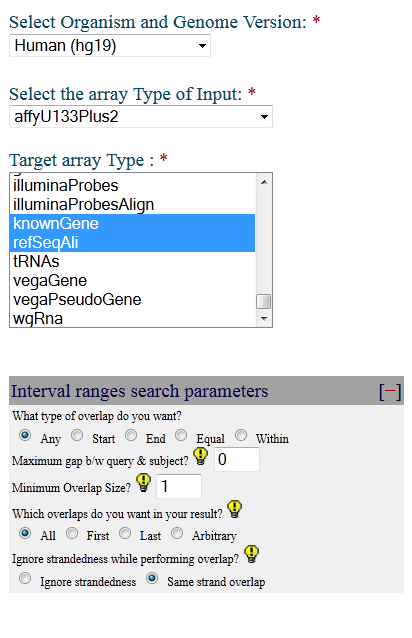 Select Organism and Genome Version: *
Human (hg19)
Select the array Type of Input: *
affyU133Plus2
Target array Type : *
illuminaProbes
illuminaProbesAlign
knownGene
refSeqAli
tRNAs
vegaGene
vegaPseudoGene
wgRna
Interval ranges search parameters [−]
What type of overlap do you want?
Any Start End Equal Within
Maximum gap b/w query & subject? 0
Minimum Overlap Size? 1
Which overlaps do you want in your result?
All First Last Arbitrary
Ignore strandedness while performing overlap?
Ignore strandedness Same strand overlap